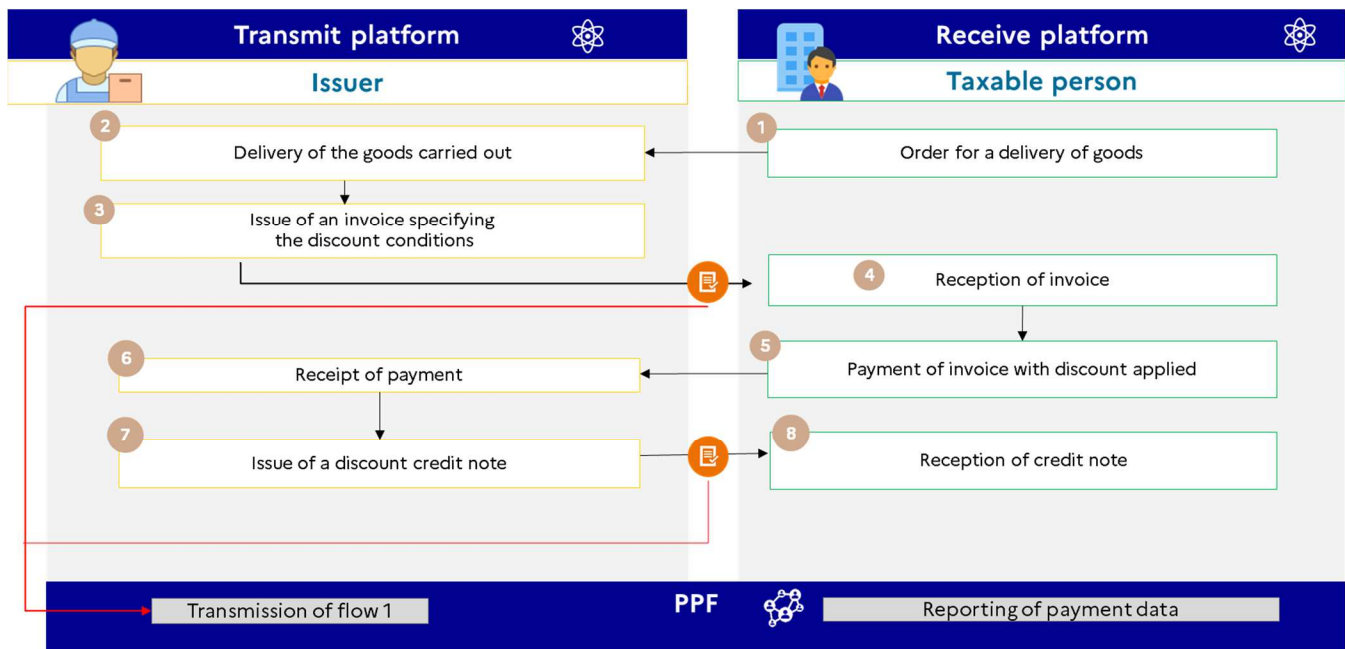 Transmit platform
Receive platform
Issuer
Taxable person
2
Delivery of the goods carried out
1
Order for a delivery of goods
3
Issue of an invoice specifying
the discount conditions
4
Reception of invoice
6
Receipt of payment
5
Payment of invoice with discount applied
7
Issue of a discount credit note
8
Reception of credit note
Transmission of flow 1
PPF
Reporting of payment data